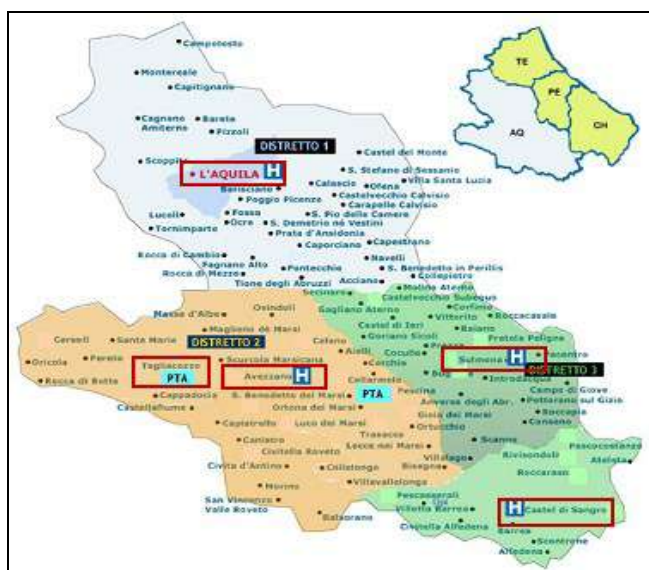 Campotosto
Montereale
Capitignano
Cagnano
Amiterno
Barete
Pizzoli
DISTRETTO 1
Scoppito
L'AQUILA H
Castel del Monte
S. Stefano di Sessanio
Villa Santa Lucia
Barisciano
Calascio
Ofena
Castelvecchio Calvisio
Poggio Picenze
Carapelle Calvisio
Lucoli
Fossa
S. Pio delle Camere
Tornimparte
Ocre
S. Demetrio né Vestini
Prata d'Ansidonia
Caporciano
Capestrano
Rocca di Cambio
Navelli
Fagnano Alto
Fontecchio
S. Benedetto in Perillis
Rocca di Mezzo
Acciano
Collepietro
Tione degli Abruzzi
Molina Aterno
Secinaro
Castelvecchio Subequo
Massa d'Albe
Ovindoli
Gagliano Aterno
Corfinio
Vittorito
Roccacasale
Magliano dé Marsi
Castel di Ieri
Raiano
Cersoli
Santa Marie
DISTRETTO 2
Celano
Goriano Sicoli
Pratola Peligna
Aielli
Oricola
Pereto
Scurcola Marsicana
Cerchio
Cocullo
Sulmona H
Pacentro
Tagliacozzo
PTA
Avezzano H
Collarmele
DISTRETTO 3
Rocca di Botte
Introdacqua
Campo di Giove
Cappadocia
S. Benedetto dei Marsi
PTA
Pescina
Anversa degli Abr.
Pettorano sul Gizio
Castellafiume
Ortona dei Marsi
Gioia dei Marsi
Roccapia
Capistrello
Luco dei Marsi
Ortucchio
Cansano
Canistro
Trasacco
Scanno
Lecce nei Marsi
Pescocostanzo
Civitella Roveto
Villalago
Rivisondoli
Ateleta
Civita d'Antino
Collelongo
Bisegna
Roccaraso
Morino
Villavallelonga
San Vincenzo
Valle Roveto
Pescasseroli
Opi
Villetta Barrea
H Castel di Sangro
Balsorano
Civitella Alfedena
Barrea
Scontrone
Alfedena
TE
PE
AQ
CH